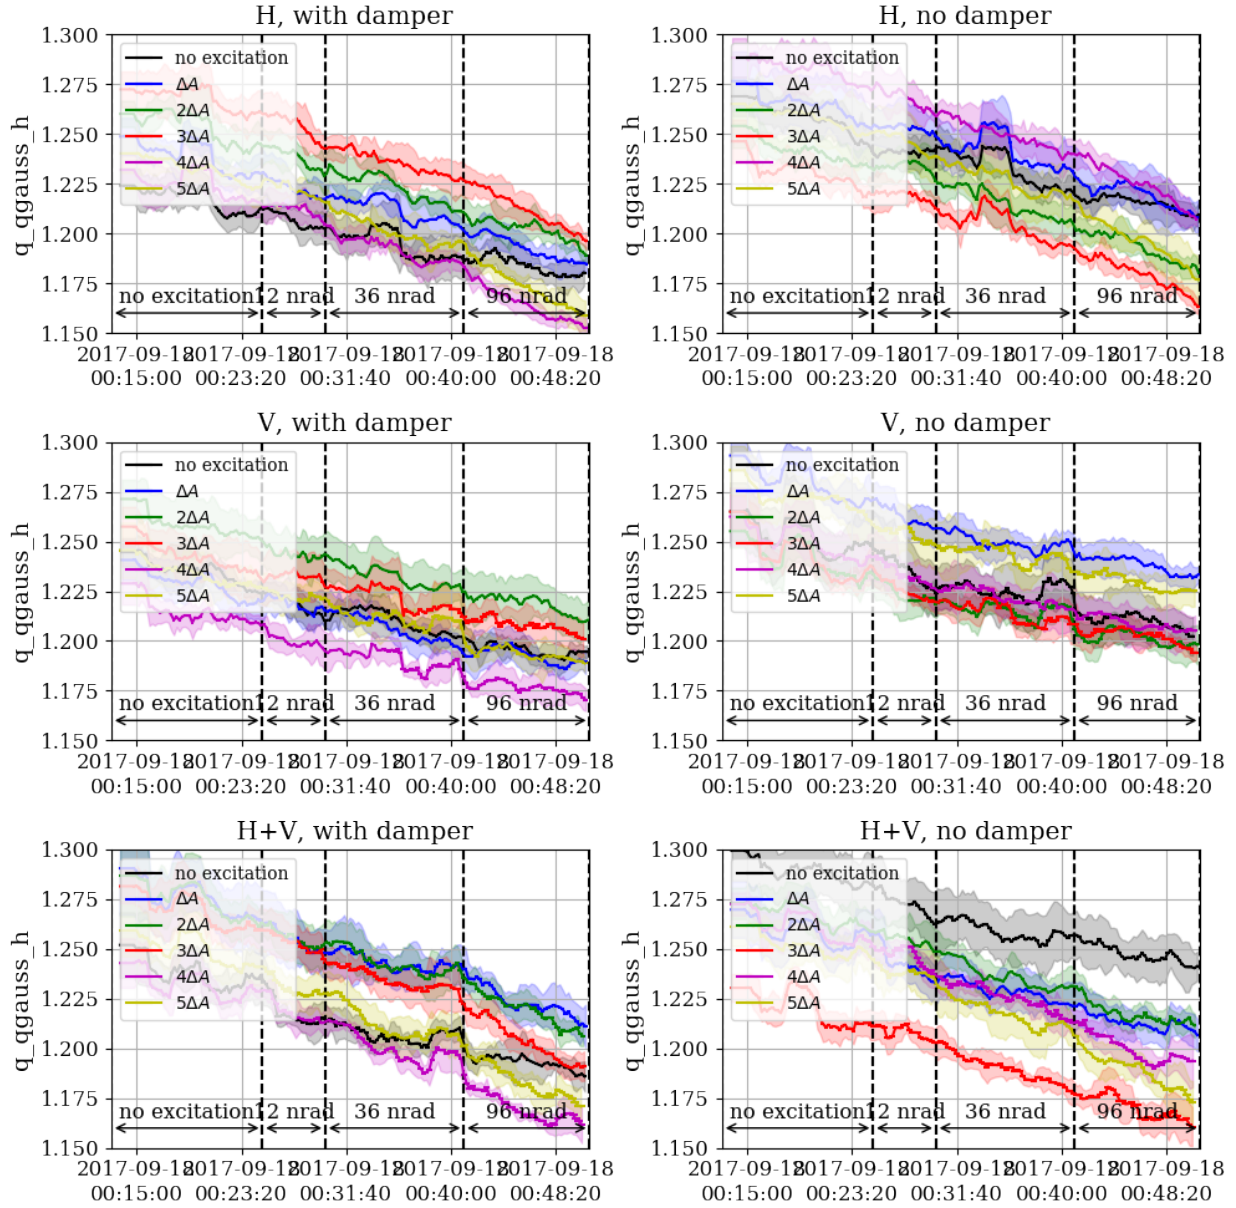 H, with damper
H, no damper
q_qgauss_h
1.300
1.275
1.250
1.225
1.200
1.175
1.150
no excitation
ΔA
2ΔA
3ΔA
4ΔA
5ΔA
no excitation
12 nrad
36 nrad
96 nrad
2017-09-18
00:15:00
2017-09-18
00:23:20
2017-09-18
00:31:40
2017-09-18
00:40:00
2017-09-18
00:48:20
q_qgauss_h
1.300
1.275
1.250
1.225
1.200
1.175
1.150
no excitation
ΔA
2ΔA
3ΔA
4ΔA
5ΔA
no excitation
12 nrad
36 nrad
96 nrad
2017-09-18
00:15:00
2017-09-18
00:23:20
2017-09-18
00:31:40
2017-09-18
00:40:00
2017-09-18
00:48:20
V, with damper
V, no damper
q_qgauss_h
1.300
1.275
1.250
1.225
1.200
1.175
1.150
no excitation
ΔA
2ΔA
3ΔA
4ΔA
5ΔA
no excitation
12 nrad
36 nrad
96 nrad
2017-09-18
00:15:00
2017-09-18
00:23:20
2017-09-18
00:31:40
2017-09-18
00:40:00
2017-09-18
00:48:20
q_qgauss_h
1.300
1.275
1.250
1.225
1.200
1.175
1.150
no excitation
ΔA
2ΔA
3ΔA
4ΔA
5ΔA
no excitation
12 nrad
36 nrad
96 nrad
2017-09-18
00:15:00
2017-09-18
00:23:20
2017-09-18
00:31:40
2017-09-18
00:40:00
2017-09-18
00:48:20
H+V, with damper
H+V, no damper
q_qgauss_h
1.300
1.275
1.250
1.225
1.200
1.175
1.150
no excitation
ΔA
2ΔA
3ΔA
4ΔA
5ΔA
no excitation
12 nrad
36 nrad
96 nrad
2017-09-18
00:15:00
2017-09-18
00:23:20
2017-09-18
00:31:40
2017-09-18
00:40:00
2017-09-18
00:48:20
q_qgauss_h
1.300
1.275
1.250
1.225
1.200
1.175
1.150
no excitation
ΔA
2ΔA
3ΔA
4ΔA
5ΔA
no excitation
12 nrad
36 nrad
96 nrad
2017-09-18
00:15:00
2017-09-18
00:23:20
2017-09-18
00:31:40
2017-09-18
00:40:00
2017-09-18
00:48:20